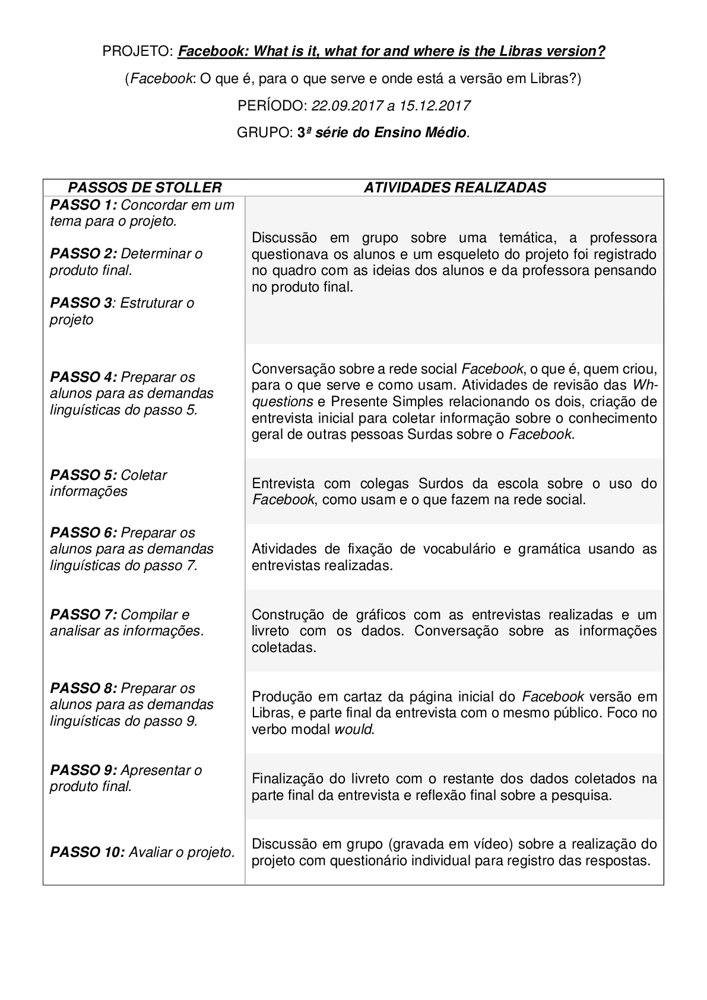 PROJETO: Facebook: What is it, what for and where is the Libras version?
(Facebook: O que é, para o que serve e onde está a versão em Libras?)
PERÍODO: 22.09.2017 a 15.12.2017
GRUPO: 3ª série do Ensino Médio.
PASSOS DE STOLLER
ATIVIDADES REALIZADAS
PASSO 1: Concordar em um
tema para o projeto.
PASSO 2: Determinar o
produto final.
PASSO 3: Estruturar o
projeto
Discussão em grupo sobre uma temática, a professora
questionava os alunos e um esqueleto do projeto foi registrado
no quadro com as ideias dos alunos e da professora pensando
no produto final.
PASSO 4: Preparar os
alunos para as demandas
linguísticas do passo 5.
Conversação sobre a rede social Facebook, o que é, quem criou,
para o que serve e como usam. Atividades de revisão das Wh-
questions e Presente Simples relacionando os dois, criação de
entrevista inicial para coletar informação sobre o conhecimento
geral de outras pessoas Surdas sobre o Facebook.
PASSO 5: Coletar
informações
Entrevista com colegas Surdos da escola sobre o uso do
Facebook, como usam e o que fazem na rede social.
PASSO 6: Preparar os
alunos para as demandas
linguísticas do passo 7.
Atividades de fixação de vocabulário e gramática usando as
entrevistas realizadas.
PASSO 7: Compilar e
analisar as informações.
Construção de gráficos com as entrevistas realizadas e um
livreto com os dados. Conversação sobre as informações
coletadas.
PASSO 8: Preparar os
alunos para as demandas
linguísticas do passo 9.
Produção em cartaz da página inicial do Facebook versão em
Libras, e parte final da entrevista com o mesmo público. Foco no
verbo modal would.
PASSO 9: Apresentar o
produto final.
Finalização do livreto com o restante dos dados coletados na
parte final da entrevista e reflexão final sobre a pesquisa.
PASSO 10: Avaliar o projeto.
Discussão em grupo (gravada em vídeo) sobre a realização do
projeto com questionário individual para registro das respostas.